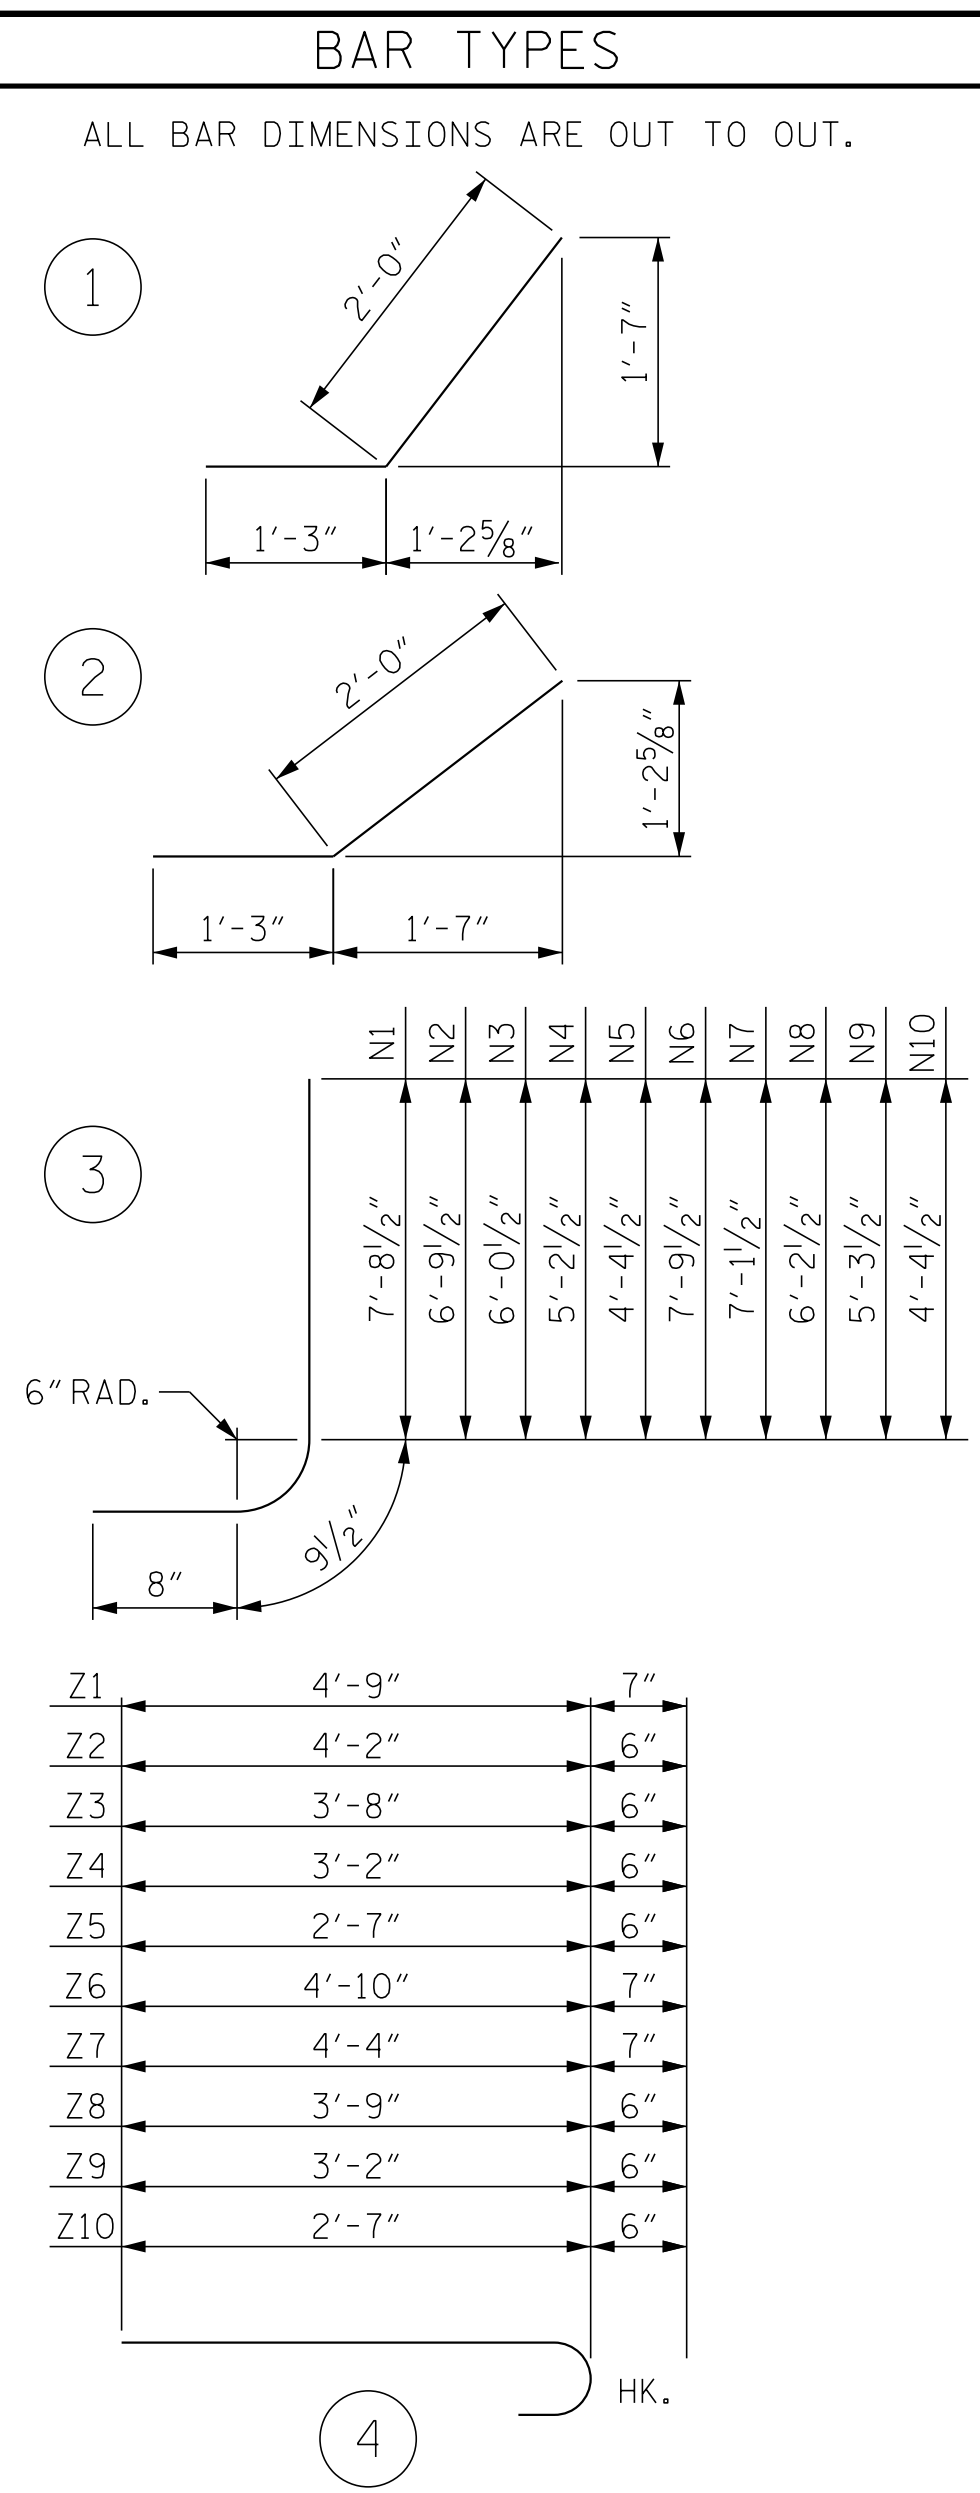 BAR TYPES
ALL BAR DIMENSIONS ARE OUT TO OUT.
1
2'-0"
1'-7"
1'-3"
1'-2⅝"
2
2'-0"
1'-2⅝"
1'-3"
1'-7"
N1
N2
N3
N4
N5
N6
N7
N8
N9
N10
3
7'-8½"
6'-9½"
6'-0½"
5'-2½"
4'-4½"
7'-9½"
7'-1½"
6'-2½"
5'-3½"
4'-4½"
6" RAD.
9½"
8"
Z1 4'-9" 7"
Z2 4'-2" 6"
Z3 3'-8" 6"
Z4 3'-2" 6"
Z5 2'-7" 6"
Z6 4'-10" 7"
Z7 4'-4" 7"
Z8 3'-9" 6"
Z9 3'-2" 6"
Z10 2'-7" 6"
HK.
4